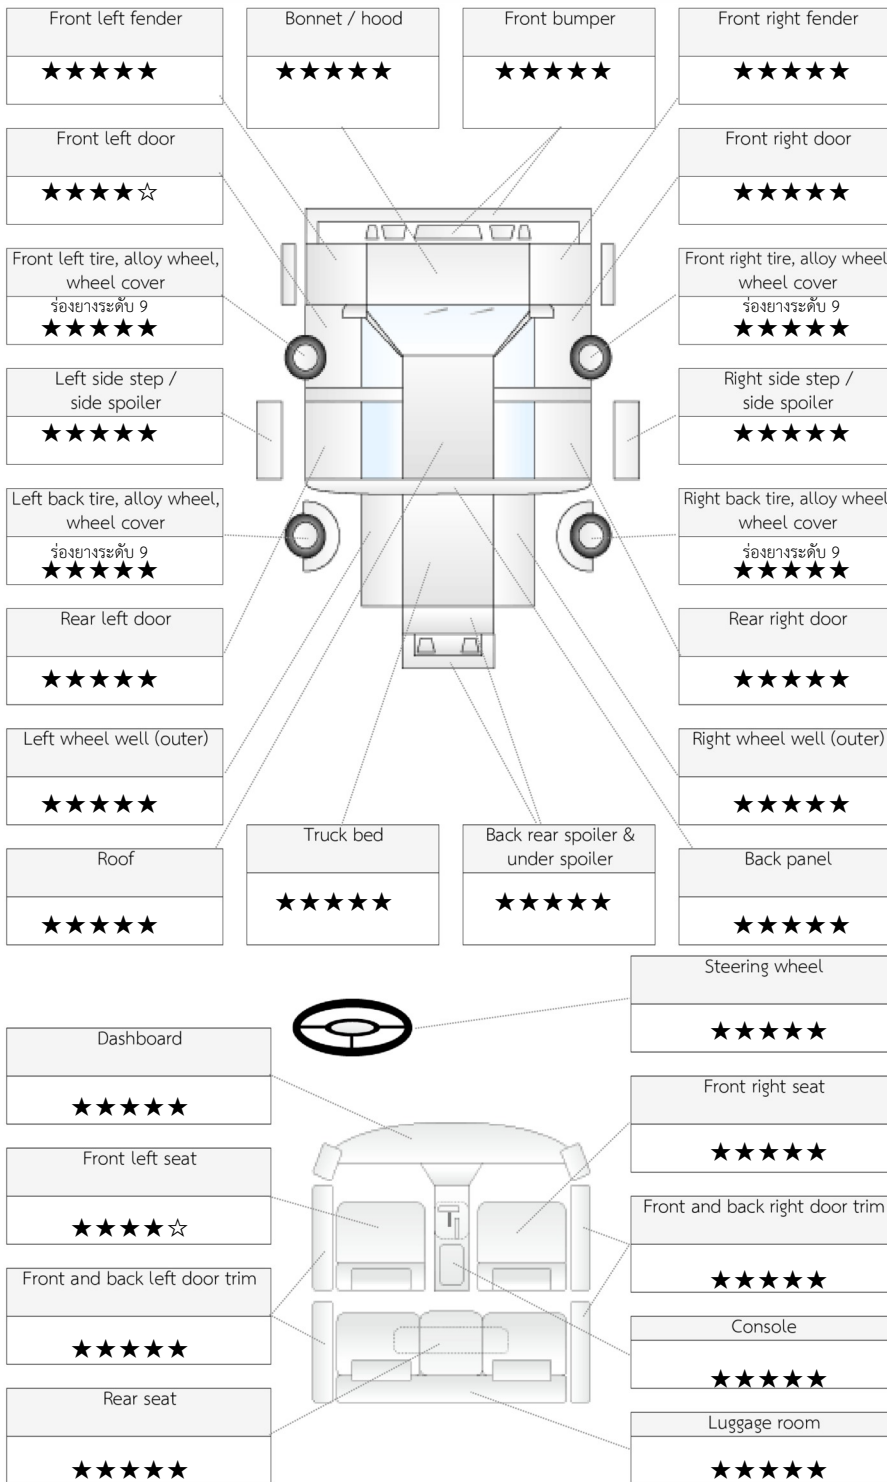 Front left fender
★★★★★
Bonnet / hood
★★★★★
Front bumper
★★★★★
Front right fender
★★★★★
Front left door
★★★★☆
Front right door
★★★★★
Front left tire, alloy wheel,
wheel cover
ร่องยางระดับ 9
★★★★★
Front right tire, alloy wheel
wheel cover
ร่องยางระดับ 9
★★★★★
Left side step /
side spoiler
★★★★★
Right side step /
side spoiler
★★★★★
Left back tire, alloy wheel,
wheel cover
ร่องยางระดับ 9
★★★★★
Right back tire, alloy wheel
wheel cover
ร่องยางระดับ 9
★★★★★
Rear left door
★★★★★
Rear right door
★★★★★
Left wheel well (outer)
★★★★★
Right wheel well (outer)
★★★★★
Roof
★★★★★
Truck bed
★★★★★
Back rear spoiler &
under spoiler
★★★★★
Back panel
★★★★★
Steering wheel
★★★★★
Dashboard
★★★★★
Front right seat
★★★★★
Front left seat
★★★★☆
Front and back right door trim
★★★★★
Front and back left door trim
★★★★★
Console
★★★★★
Rear seat
★★★★★
Luggage room
★★★★★